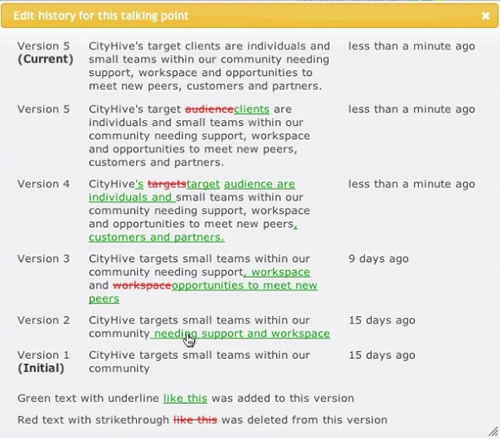 Edit history for this talking point
Version 5 CityHive's target clients are individuals and less than a minute ago
(Current) small teams within our community needing
support, workspace and opportunities to
meet new peers, customers and partners.
Version 5 CityHive's target audienceclients are less than a minute ago
individuals and small teams within our
community needing support, workspace
and opportunities to meet new peers,
customers and partners.
Version 4 CityHive's targetstarget audience are less than a minute ago
individuals and small teams within our
community needing support, workspace
and opportunities to meet new peers,
customers and partners.
Version 3 CityHive targets small teams within our 9 days ago
community needing support, workspace
and workspaceopportunities to meet new
peers
Version 2 CityHive targets small teams within our 15 days ago
community needing support and workspace
Version 1 CityHive targets small teams within our 15 days ago
(Initial) community
Green text with underline like this was added to this version
Red text with strikethrough like this was deleted from this version